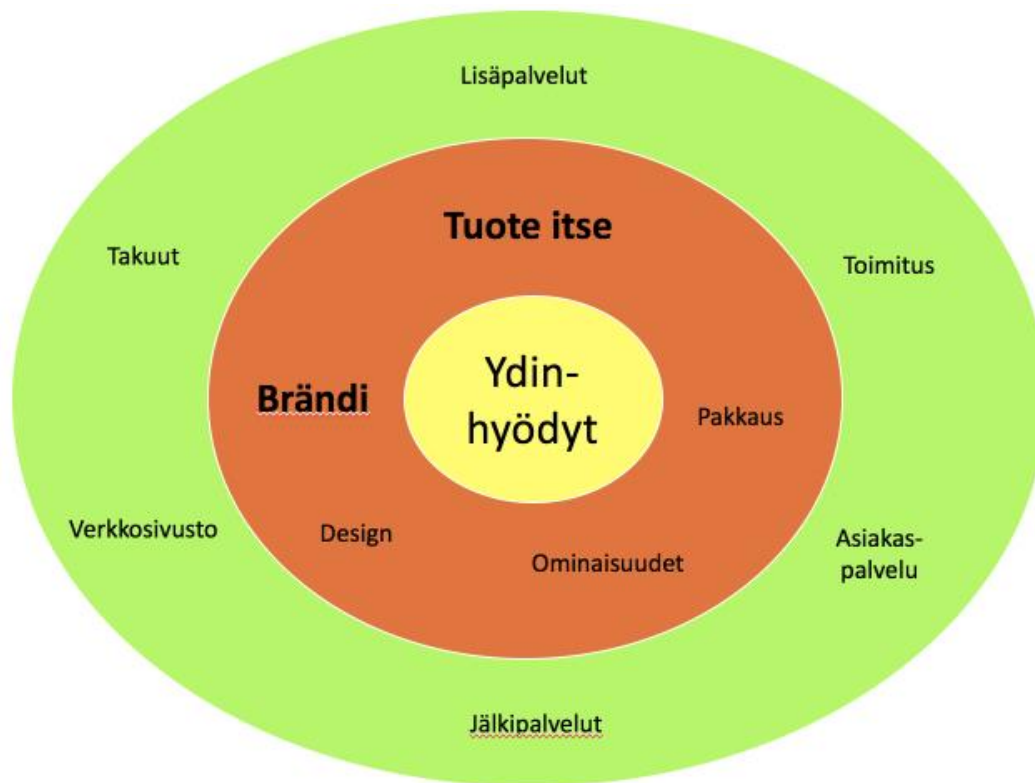 Lisäpalvelut
Tuote itse
Takuut
Toimitus
Ydin-
hyödyt
Brändi
Pakkaus
Verkkosivusto
Design
Ominaisuudet
Asiakas-
palvelu
Jälkipalvelut